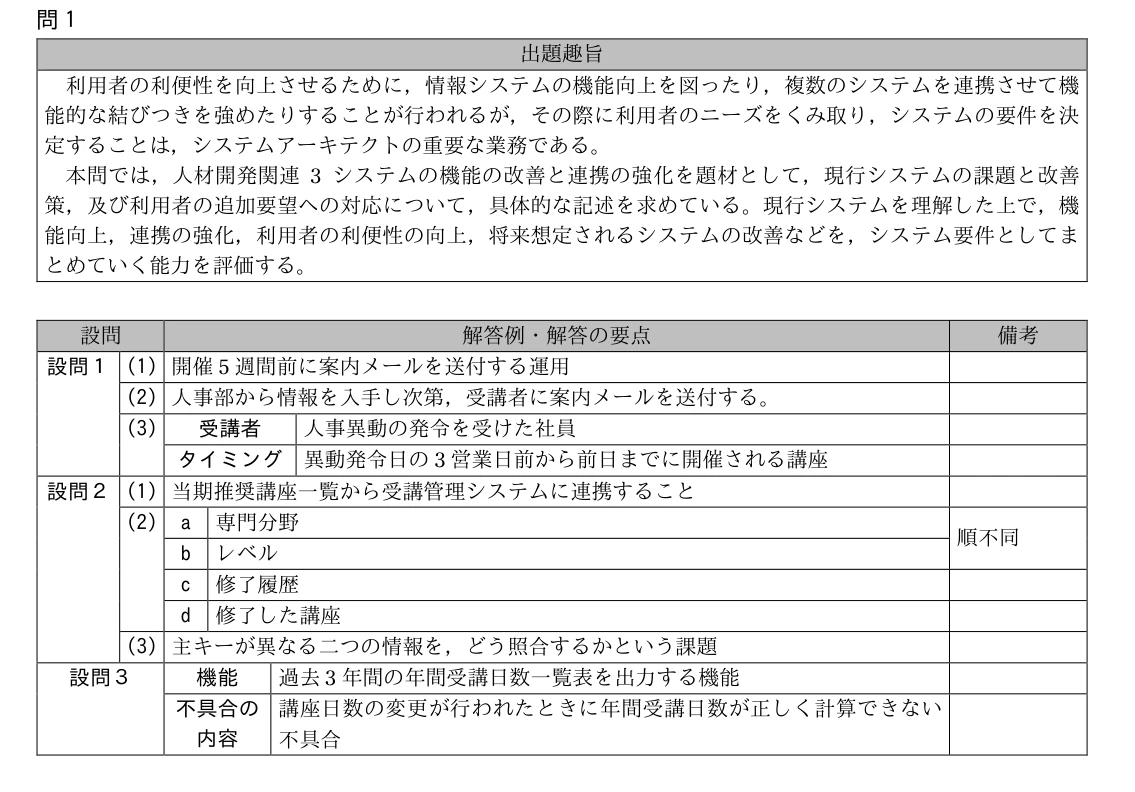 問1
出題趣旨
利用者の利便性を向上させるために，情報システムの機能向上を図ったり，複数のシステムを連携させて機
能的な結びつきを強めたりすることが行われるが，その際に利用者のニーズをくみ取り，システムの要件を決
定することは，システムアーキテクトの重要な業務である。
本問では，人材開発関連 3 システムの機能の改善と連携の強化を題材として，現行システムの課題と改善
策，及び利用者の追加要望への対応について，具体的な記述を求めている。現行システムを理解した上で，機
能向上，連携の強化，利用者の利便性の向上，将来想定されるシステムの改善などを，システム要件としてま
とめていく能力を評価する。
設問 解答例・解答の要点 備考
設問1 (1) 開催5週間前に案内メールを送付する運用
(2) 人事部から情報を入手し次第，受講者に案内メールを送付する。
(3) 受講者 人事異動の発令を受けた社員
タイミング 異動発令日の3営業日前から前日までに開催される講座
設問2 (1) 当期推奨講座一覧から受講管理システムに連携すること
(2) a 専門分野 順不同
b レベル
c 修了履歴
d 修了した講座
(3) 主キーが異なる二つの情報を，どう照合するかという課題
設問3 機能 過去3年間の年間受講日数一覧表を出力する機能
不具合の 講座日数の変更が行われたときに年間受講日数が正しく計算できない
内容 不具合